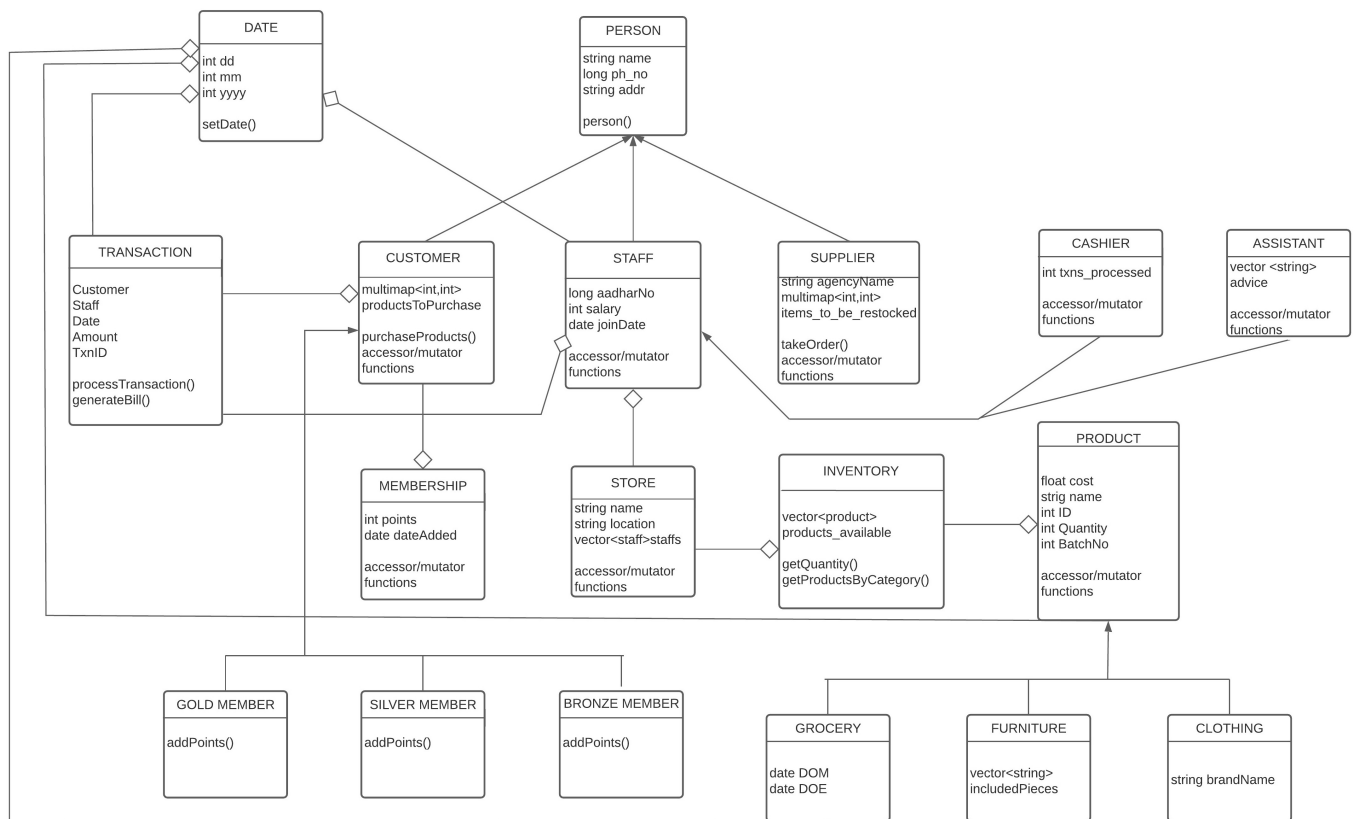 DATE
int dd
int mm
int yyyy
setDate()
PERSON
string name
long ph_no
string addr
person()
TRANSACTION
Customer
Staff
Date
Amount
TxnID
processTransaction()
generateBill()
CUSTOMER
multimap<int,int>
productsToPurchase
purchaseProducts()
accessor/mutator
functions
STAFF
long aadharNo
int salary
date joinDate
accessor/mutator
functions
SUPPLIER
string agencyName
multimap<int,int>
items_to_be_restocked
takeOrder()
accessor/mutator
functions
CASHIER
int txns_processed
accessor/mutator
functions
ASSISTANT
vector <string>
advice
accessor/mutator
functions
MEMBERSHIP
int points
date dateAdded
accessor/mutator
functions
STORE
string name
string location
vector<staff>staffs
accessor/mutator
functions
INVENTORY
vector<product>
products_available
getQuantity()
getProductsByCategory()
PRODUCT
float cost
strig name
int ID
int Quantity
int BatchNo
accessor/mutator
functions
GOLD MEMBER
addPoints()
SILVER MEMBER
addPoints()
BRONZE MEMBER
addPoints()
GROCERY
date DOM
date DOE
FURNITURE
vector<string>
includedPieces
CLOTHING
string brandName